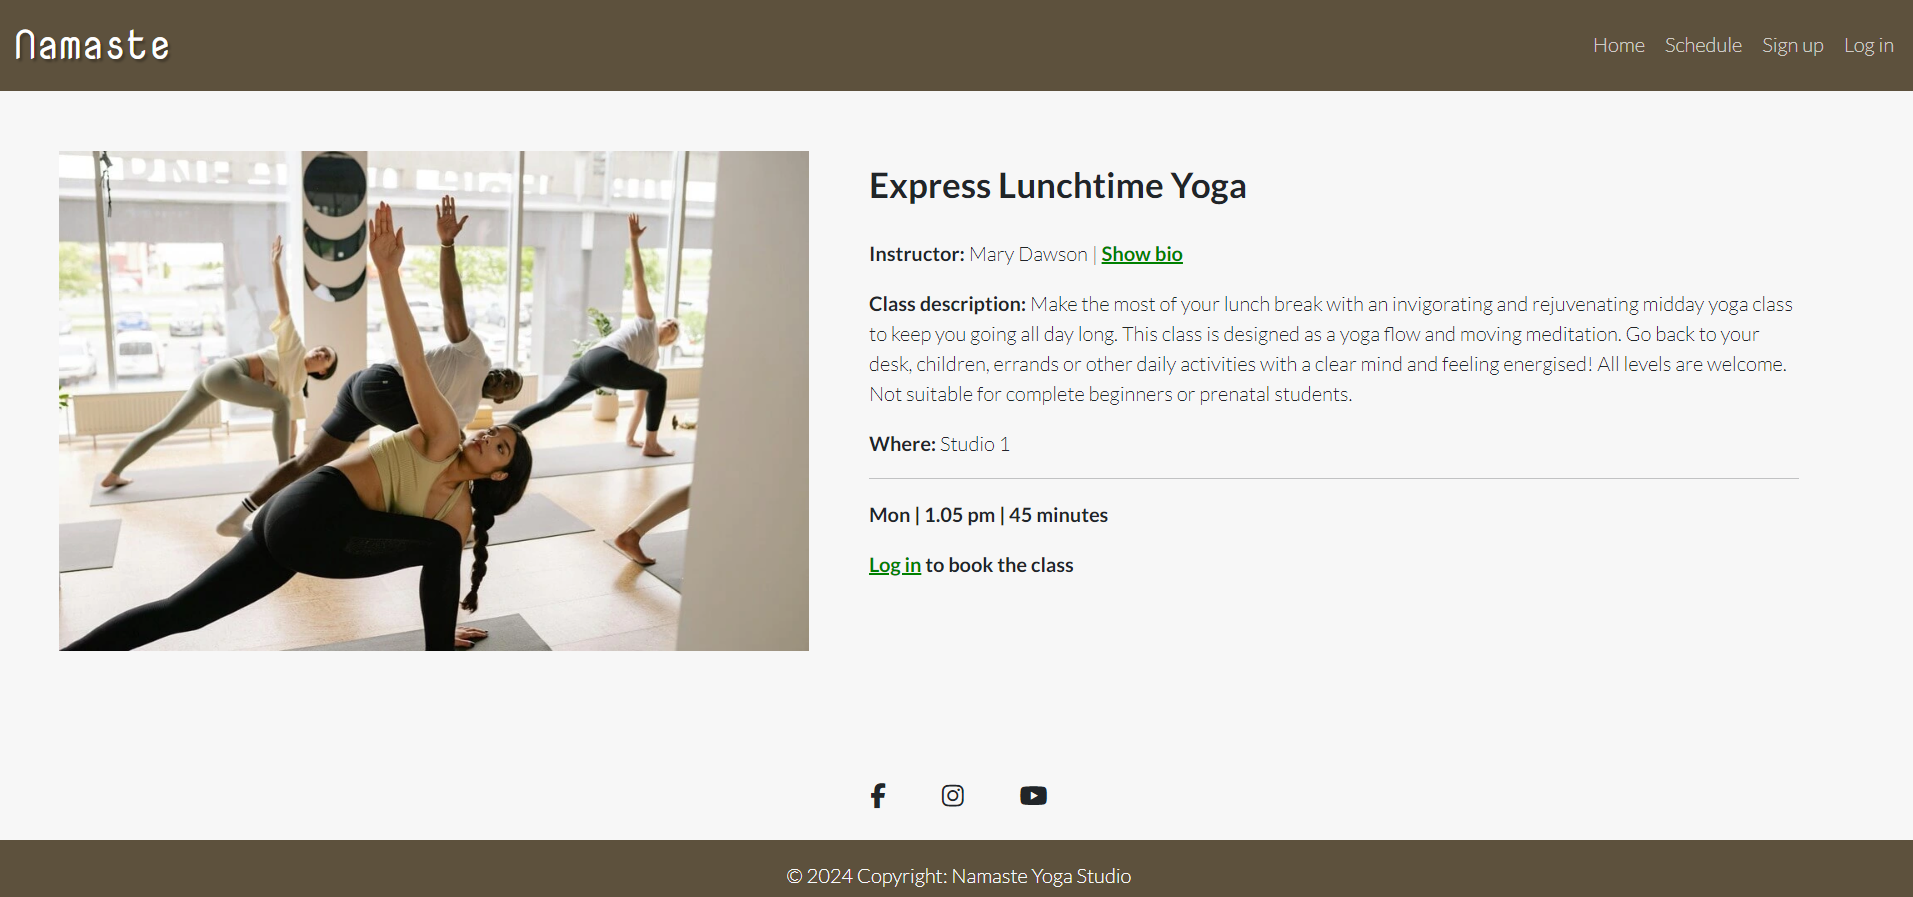 Namaste
Home Schedule Sign up Log in
Express Lunchtime Yoga
Instructor: Mary Dawson | Show bio
Class description: Make the most of your lunch break with an invigorating and rejuvenating midday yoga class
to keep you going all day long. This class is designed as a yoga flow and moving meditation. Go back to your
desk, children, errands or other daily activities with a clear mind and feeling energised! All levels are welcome.
Not suitable for complete beginners or prenatal students.
Where: Studio 1
Mon | 1.05 pm | 45 minutes
Log in to book the class
© 2024 Copyright: Namaste Yoga Studio